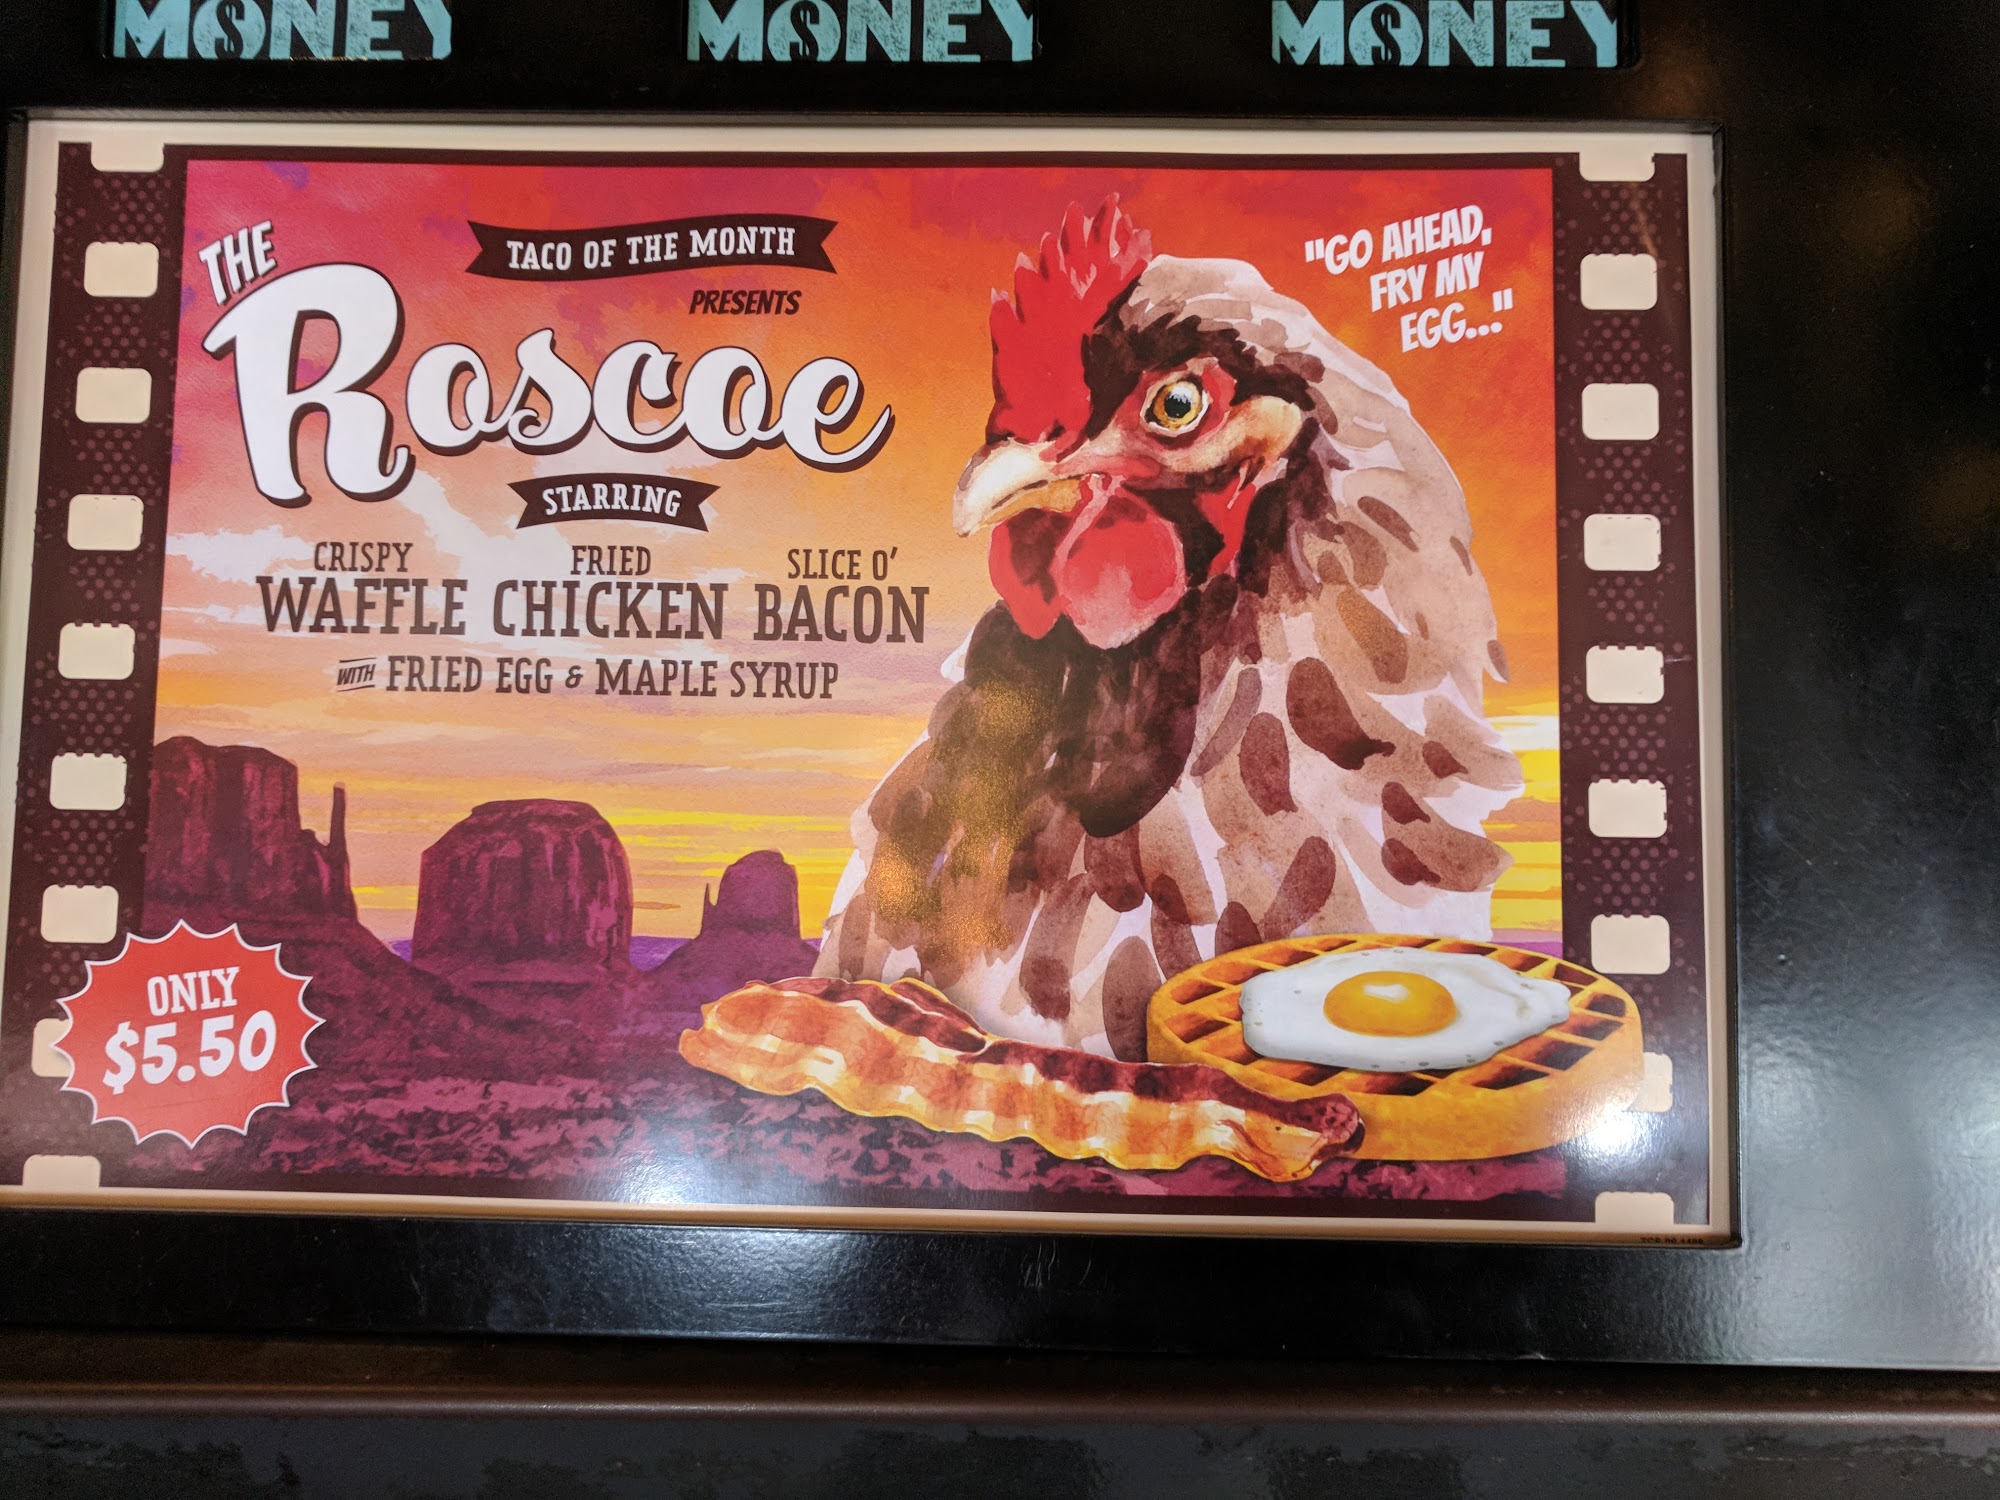 MONEY MONEY MONEY
TACO OF THE MONTH
PRESENTS
THE
Roscoe
STARRING
CRISPY FRIED SLICE O'
WAFFLE CHICKEN BACON
WITH FRIED EGG & MAPLE SYRUP
"GO AHEAD,
FRY MY
EGG..."
ONLY
$5.50